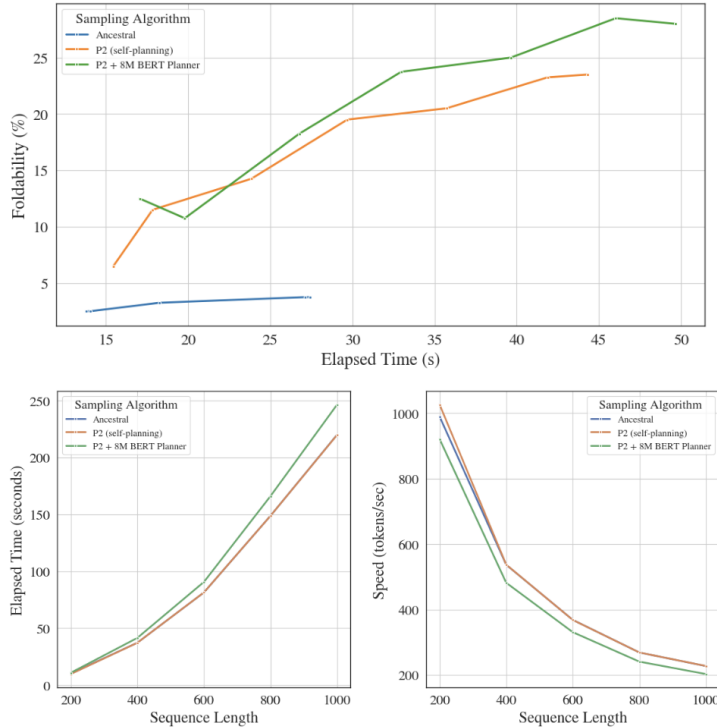 Sampling Algorithm
Ancestral
P2 (self-planning)
P2 + 8M BERT Planner
Foldability (%)
25
20
15
10
5
15 20 25 30 35 40 45 50
Elapsed Time (s)
Sampling Algorithm
Ancestral
P2 (self-planning)
P2 + 8M BERT Planner
Elapsed Time (seconds)
250
200
150
100
50
0
200 400 600 800 1000
Sequence Length
Sampling Algorithm
Ancestral
P2 (self-planning)
P2 + 8M BERT Planner
Speed (tokens/sec)
1000
800
600
400
200
200 400 600 800 1000
Sequence Length